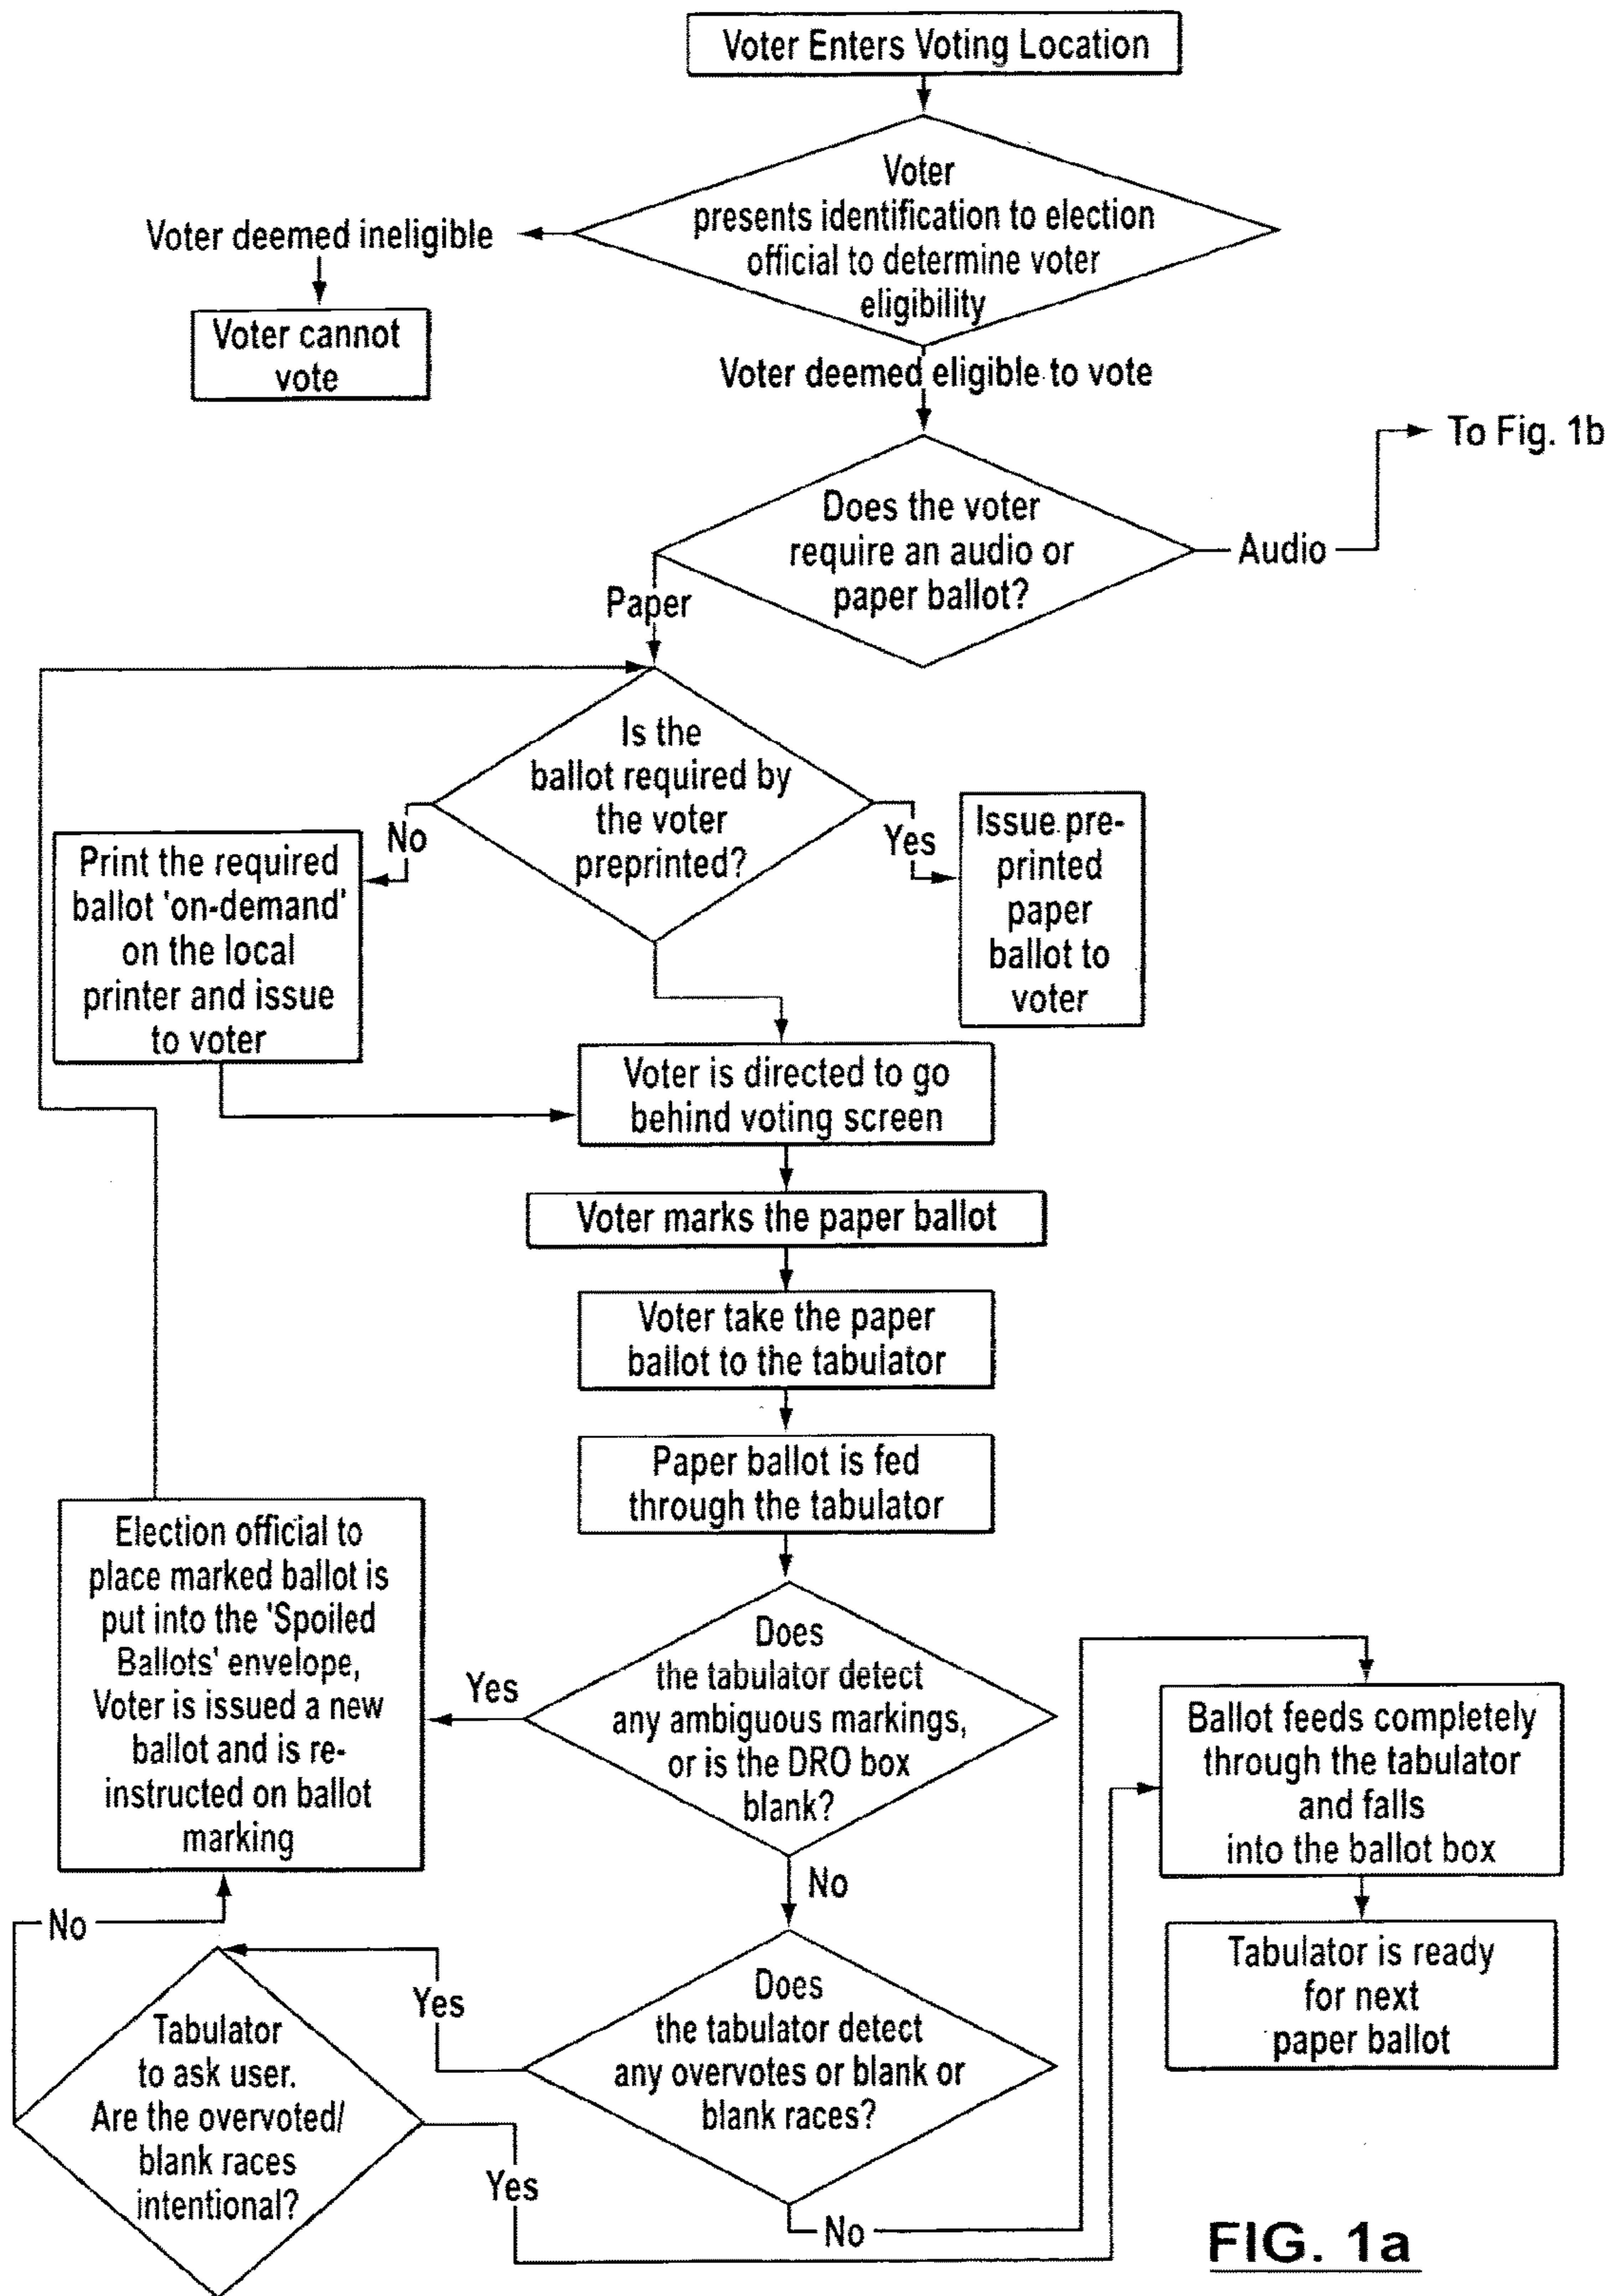 Voter Enters Voting Location
Voter
presents identification to election
official to determine voter
eligibility
Voter deemed ineligible
Voter cannot
vote
Voter deemed eligible to vote
To Fig. 1b
Does the voter
require an audio or
paper ballot?
Audio
Paper
Is the
ballot required by
the voter
preprinted?
No
Yes
Print the required
ballot 'on-demand'
on the local
printer and issue
to voter
Issue pre-
printed
paper
ballot to
voter
Voter is directed to go
behind voting screen
Voter marks the paper ballot
Voter take the paper
ballot to the tabulator
Paper ballot is fed
through the tabulator
Election official to
place marked ballot is
put into the 'Spoiled
Ballots' envelope,
Voter is issued a new
ballot and is re-
instructed on ballot
marking
Yes
Does
the tabulator detect
any ambiguous markings,
or is the DRO box
blank?
Ballot feeds completely
through the tabulator
and falls
into the ballot box
No
No
Tabulator is ready
for next
paper ballot
Yes
Does
the tabulator detect
any overvotes or blank or
blank races?
Tabulator
to ask user.
Are the overvoted/
blank races
intentional?
Yes
No
FIG. 1a